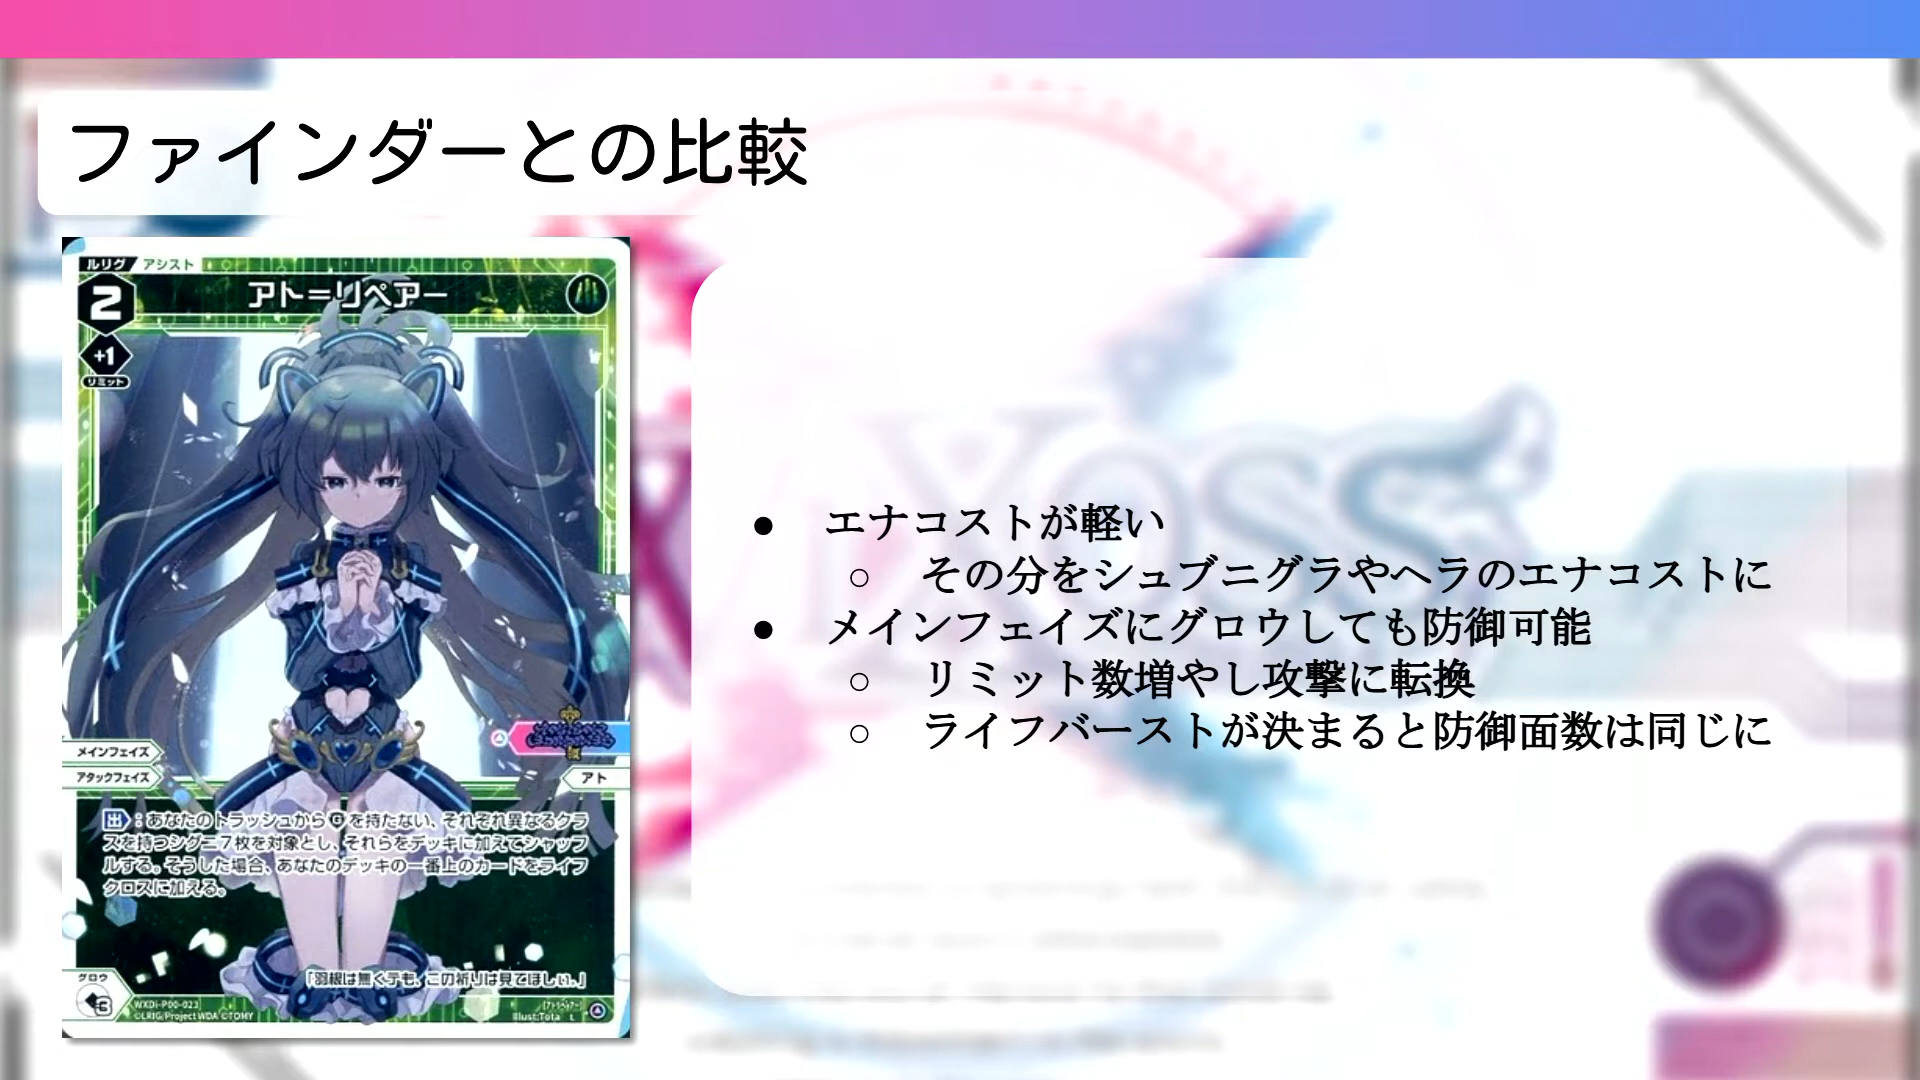 ファインダーとの比較
ルリグ アシスト
2
アト＝リペアー
+1
リミット
メインフェイズ
アタックフェイズ
アト
出：あなたのトラッシュからGを持たない、それぞれ異なるクラ
スを持つシグニ７枚を対象とし、それらをデッキに加えてシャッフ
ルする。そうした場合、あなたのデッキの一番上のカードをライフ
クロスに加える。
「羽根は無くテも、この祈りは見てほしい。」
グロウ
3
WXDi-P00-023
©LRIG/Project WDA ©TOMY
Illust:Tota L
● エナコストが軽い
○ その分をシュブニグラやヘラのエナコストに
● メインフェイズにグロウしても防御可能
○ リミット数増やし攻撃に転換
○ ライフバーストが決まると防御面数は同じに
WIXOSS